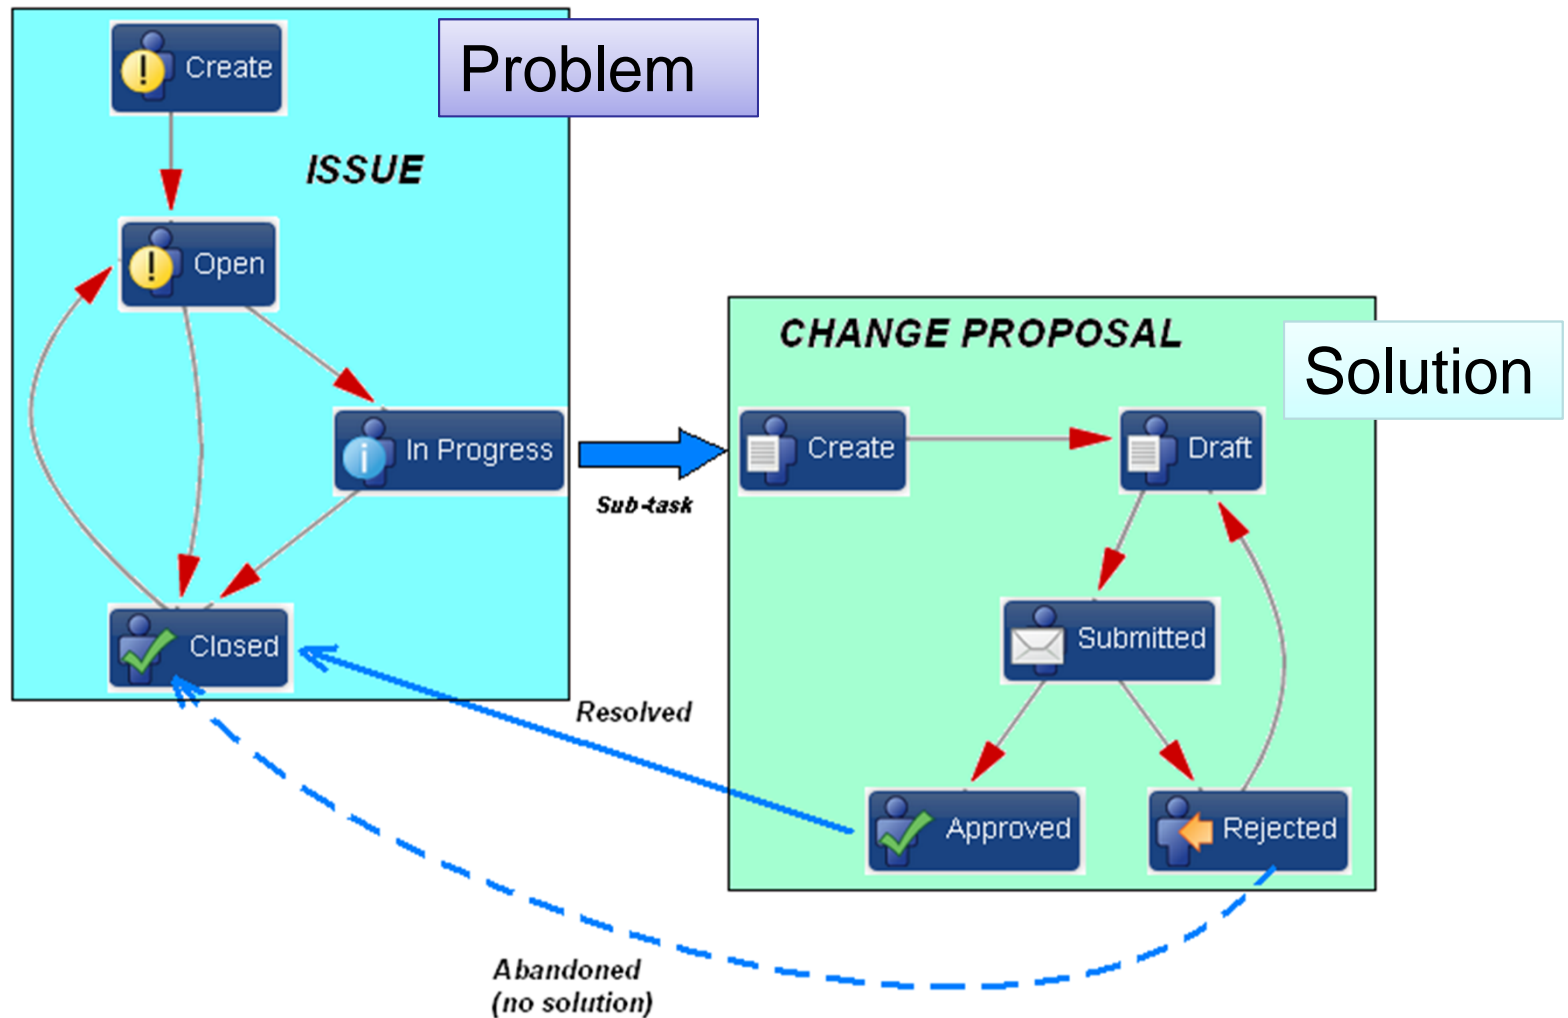 Problem
Create
ISSUE
Open
In Progress
Closed
Sub-task
CHANGE PROPOSAL
Solution
Create
Draft
Submitted
Approved
Rejected
Resolved
Abandoned
(no solution)